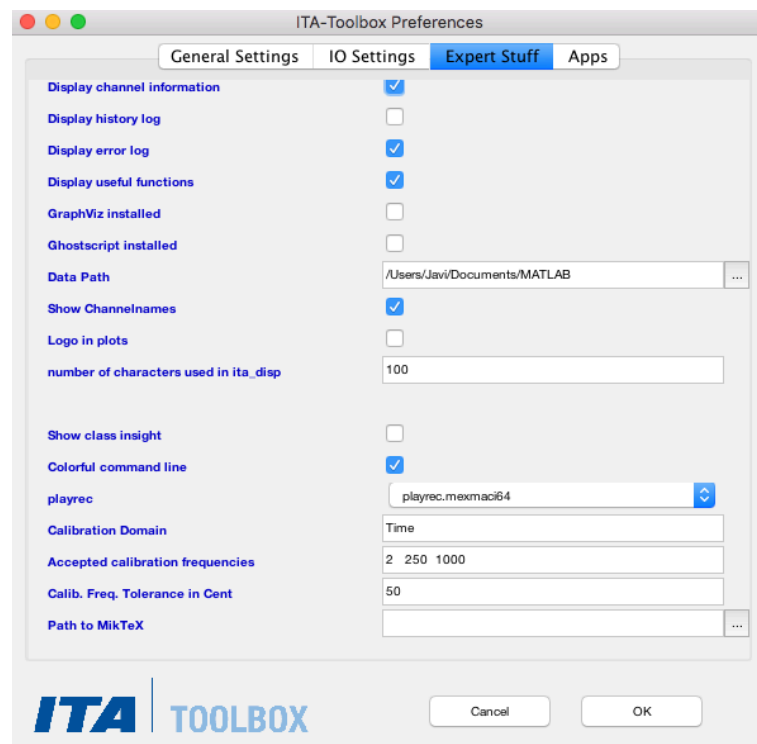 ITA-Toolbox Preferences
General Settings IO Settings Expert Stuff Apps
Display channel information
Display history log
Display error log
Display useful functions
GraphViz installed
Ghostscript installed
Data Path /Users/Javi/Documents/MATLAB ...
Show Channelnames
Logo in plots
number of characters used in ita_disp 100
Show class insight
Colorful command line
playrec playrec.mexmaci64
Calibration Domain Time
Accepted calibration frequencies 2 250 1000
Calib. Freq. Tolerance in Cent 50
Path to MikTeX ...
ITA TOOLBOX Cancel OK